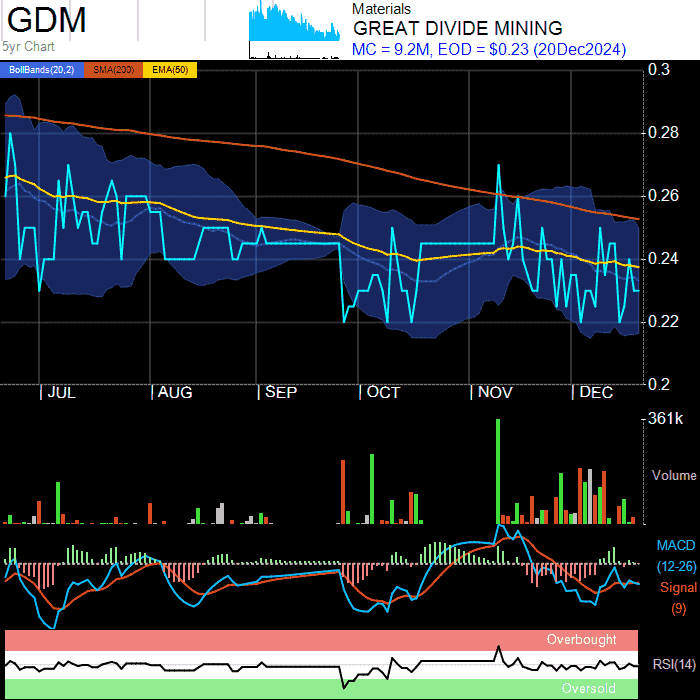 GDM
5yr Chart
Materials
GREAT DIVIDE MINING
MC = 9.2M, EOD = $0.23 (20Dec2024)
BollBands(20,2) SMA(200) EMA(50)
0.3
0.28
0.26
0.24
0.22
0.2
JUL AUG SEP OCT NOV DEC
361k
Volume
MACD
(12-26)
Signal
(9)
Overbought
RSI(14)
Oversold